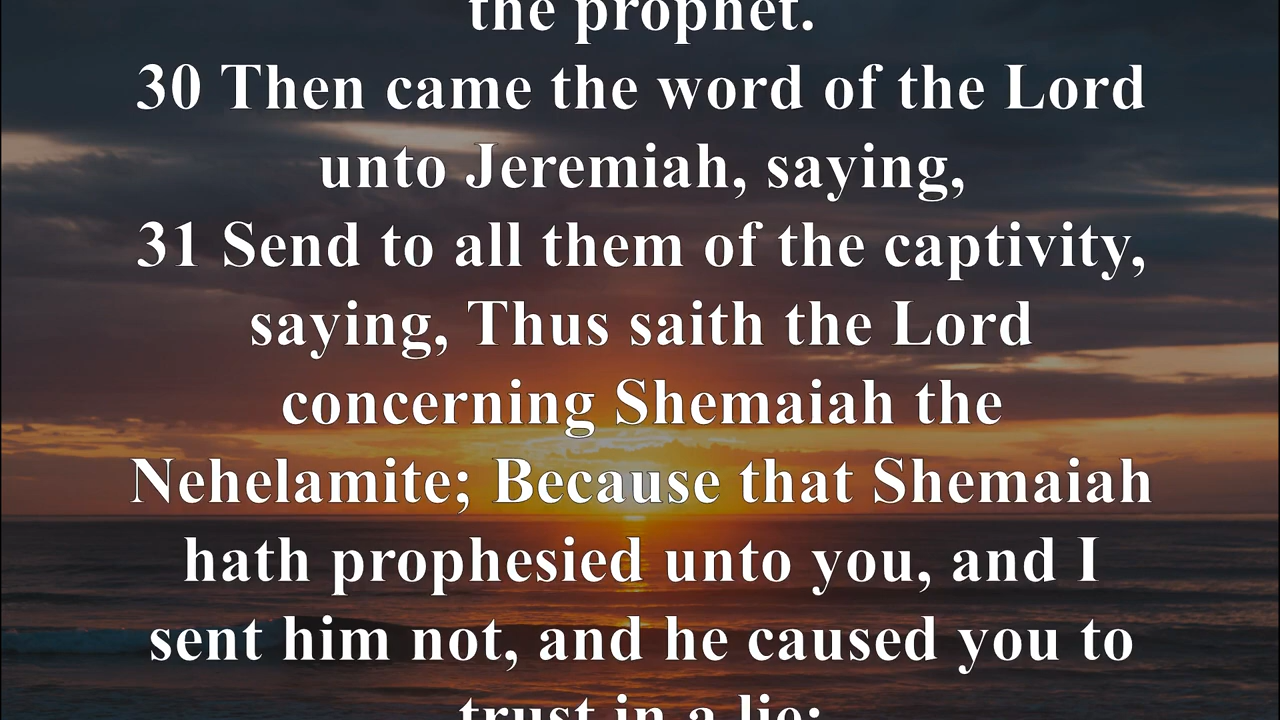 the prophet.
30 Then came the word of the Lord
unto Jeremiah, saying,
31 Send to all them of the captivity,
saying, Thus saith the Lord
concerning Shemaiah the
Nehelamite; Because that Shemaiah
hath prophesied unto you, and I
sent him not, and he caused you to
trust in a lie: